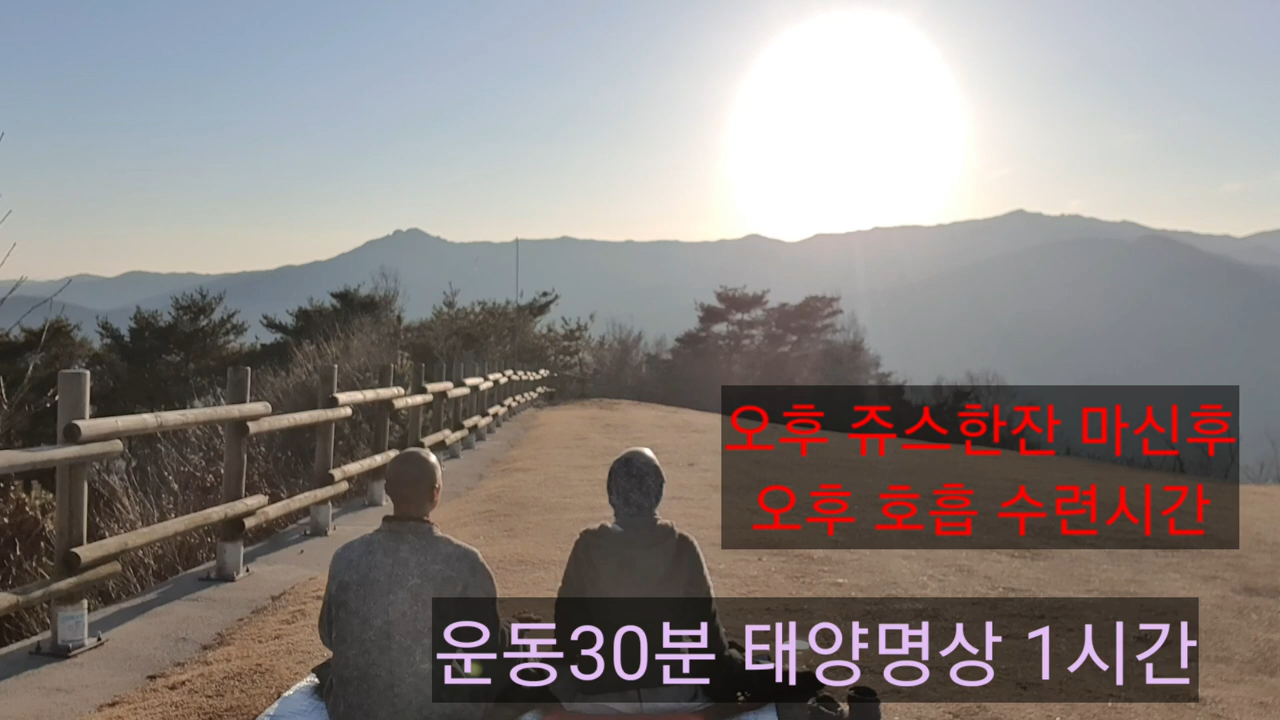 오후 쥬스한잔 마신후
오후 호흡 수련시간
운동30분 태양명상 1시간